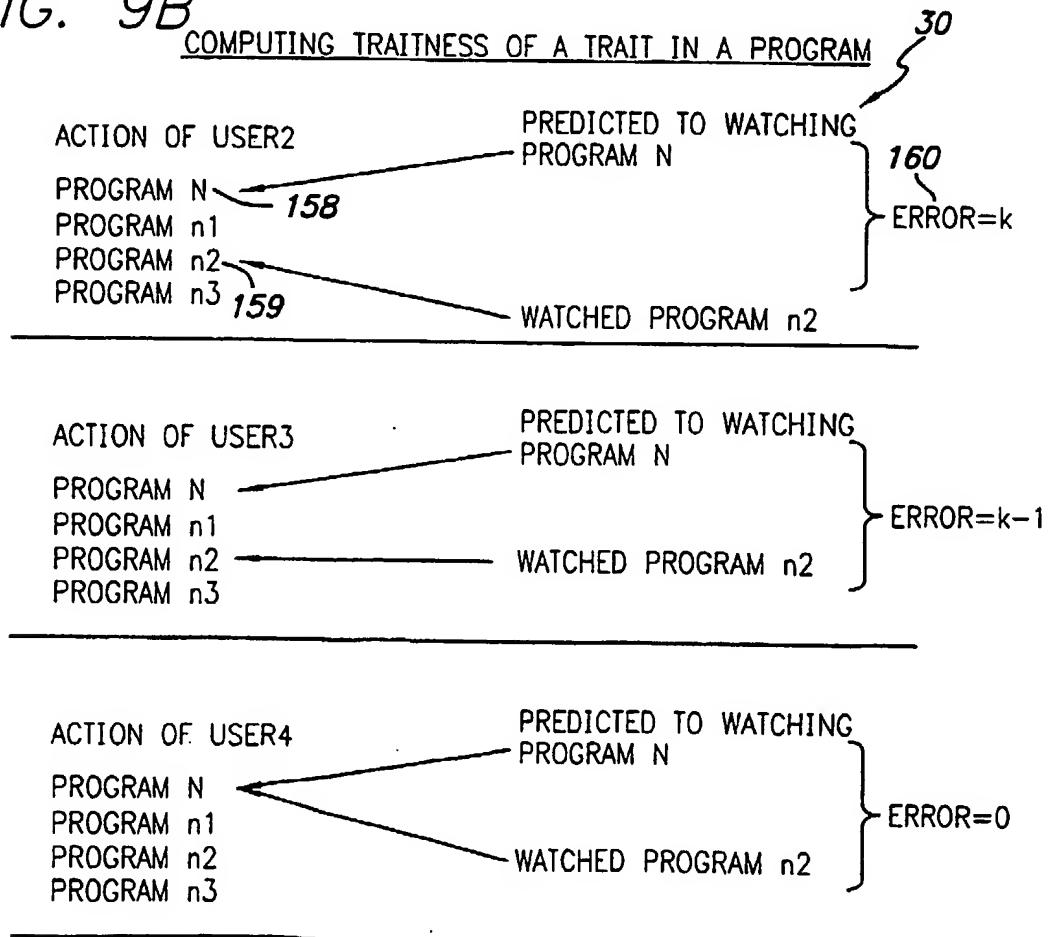 FIG. 9B
COMPUTING TRAITNESS OF A TRAIT IN A PROGRAM
30
ACTION OF USER2
PREDICTED TO WATCHING
PROGRAM N
PROGRAM N
158
PROGRAM n1
PROGRAM n2
159
PROGRAM n3
WATCHED PROGRAM n2
160
ERROR=k
ACTION OF USER3
PREDICTED TO WATCHING
PROGRAM N
PROGRAM N
PROGRAM n1
PROGRAM n2
PROGRAM n3
WATCHED PROGRAM n2
ERROR=k-1
ACTION OF USER4
PREDICTED TO WATCHING
PROGRAM N
PROGRAM N
PROGRAM n1
PROGRAM n2
PROGRAM n3
WATCHED PROGRAM n2
ERROR=0